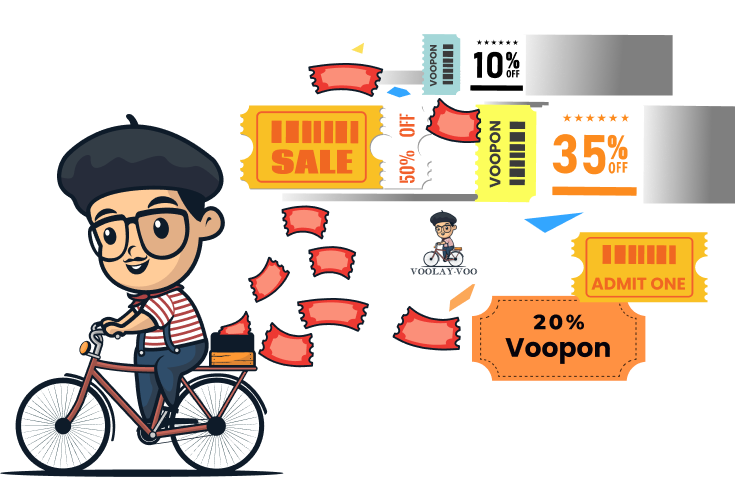 VOOPON
10%
OFF
SALE
50% OFF
VOOPON
35%
OFF
VOOLAY-VOO
ADMIT ONE
20%
Voopon